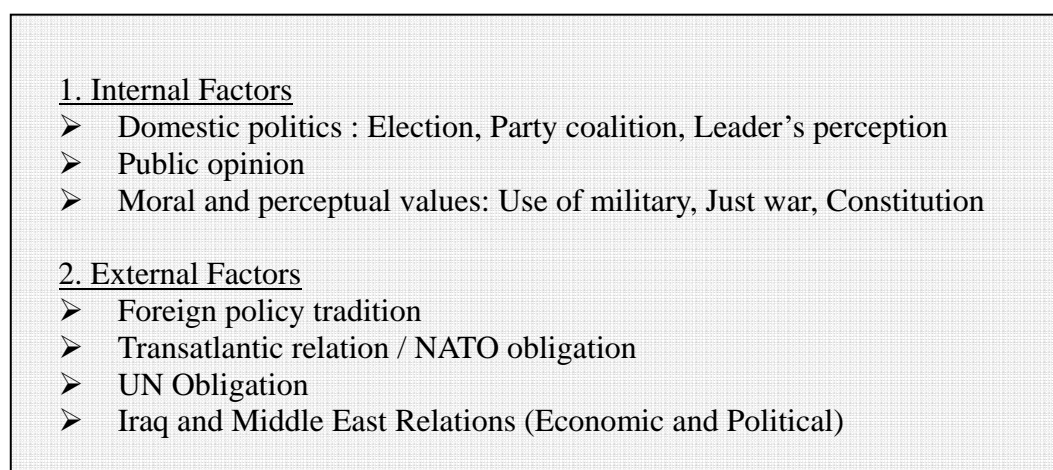 1. Internal Factors
➢ Domestic politics : Election, Party coalition, Leader’s perception
➢ Public opinion
➢ Moral and perceptual values: Use of military, Just war, Constitution
2. External Factors
➢ Foreign policy tradition
➢ Transatlantic relation / NATO obligation
➢ UN Obligation
➢ Iraq and Middle East Relations (Economic and Political)